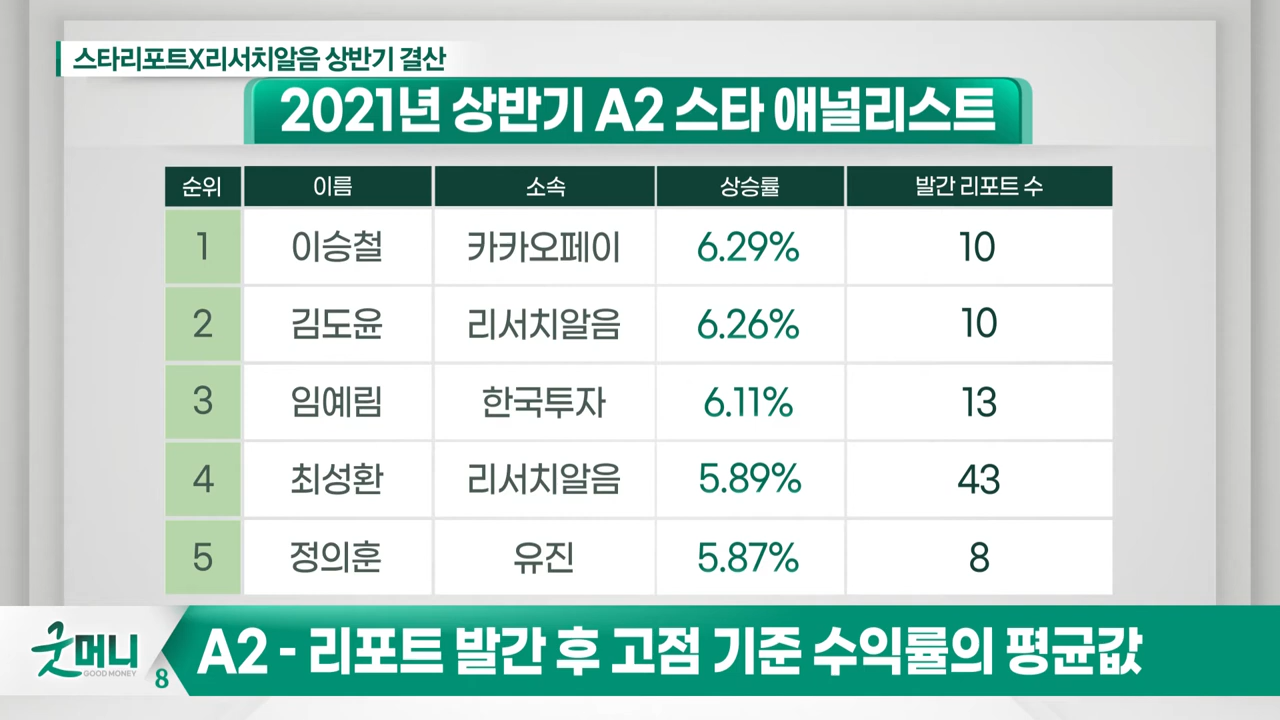 스타리포트X리서치알음 상반기 결산
2021년 상반기 A2 스타 애널리스트
순위 이름 소속 상승률 발간 리포트 수
1 이승철 카카오페이 6.29% 10
2 김도윤 리서치알음 6.26% 10
3 임예림 한국투자 6.11% 13
4 최성환 리서치알음 5.89% 43
5 정의훈 유진 5.87% 8
굿머니
GOOD MONEY
8
A2 - 리포트 발간 후 고점 기준 수익률의 평균값